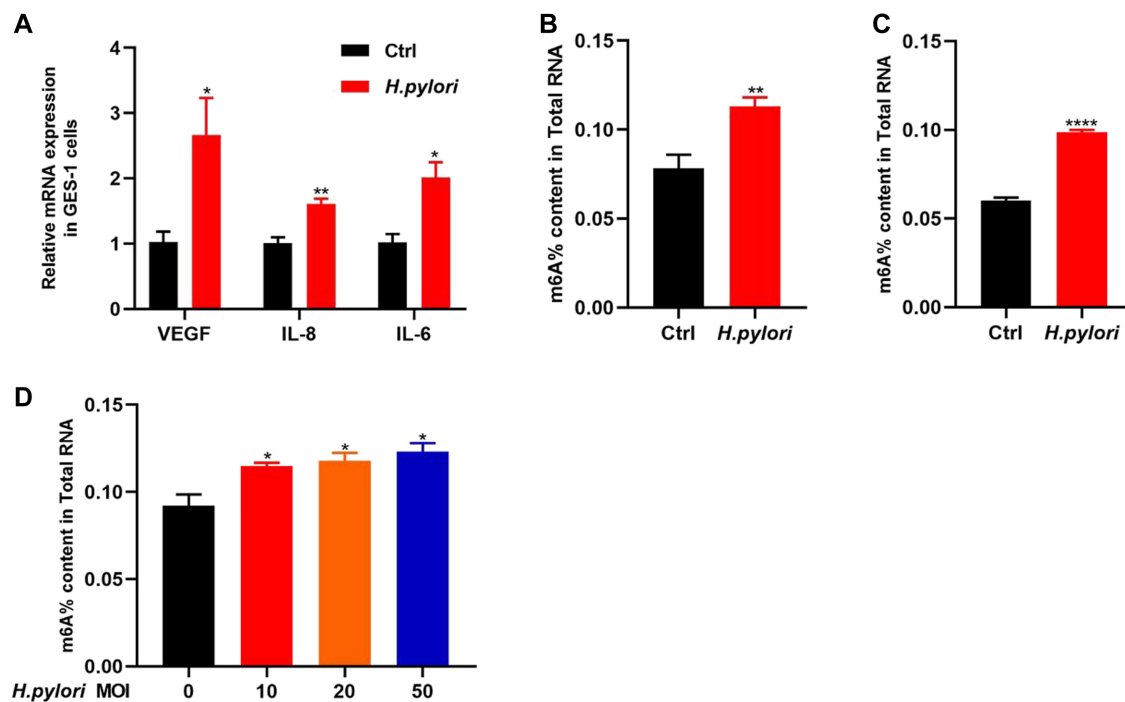 A
Relative mRNA expression
in GES-1 cells
4
3
2
1
0
Ctrl
H.pylori
*
**
*
VEGF IL-8 IL-6
B
m6A% content in Total RNA
0.15
0.10
0.05
0.00
**
Ctrl H.pylori
C
m6A% content in Total RNA
0.15
0.10
0.05
0.00
****
Ctrl H.pylori
D
m6A% content in Total RNA
0.15
0.10
0.05
0.00
* * *
H.pylori MOI 0 10 20 50